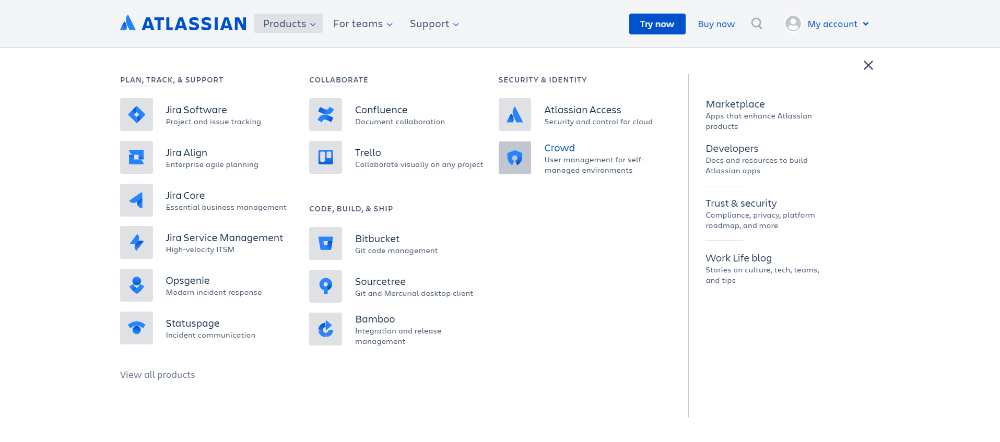 ATLASSIAN Products For teams Support Try now Buy now My account
PLAN, TRACK, & SUPPORT
Jira Software
Project and issue tracking
Jira Align
Enterprise agile planning
Jira Core
Essential business management
Jira Service Management
High-velocity ITSM
Opsgenie
Modern incident response
Statuspage
Incident communication
View all products
COLLABORATE
Confluence
Document collaboration
Trello
Collaborate visually on any project
CODE, BUILD, & SHIP
Bitbucket
Git code management
Sourcetree
Git and Mercurial desktop client
Bamboo
Integration and release
management
SECURITY & IDENTITY
Atlassian Access
Security and control for cloud
Crowd
User management for self-
managed environments
Marketplace
Apps that enhance Atlassian
products
Developers
Docs and resources to build
Atlassian apps
Trust & security
Compliance, privacy, platform
roadmap, and more
Work Life blog
Stories on culture, tech, teams,
and tips